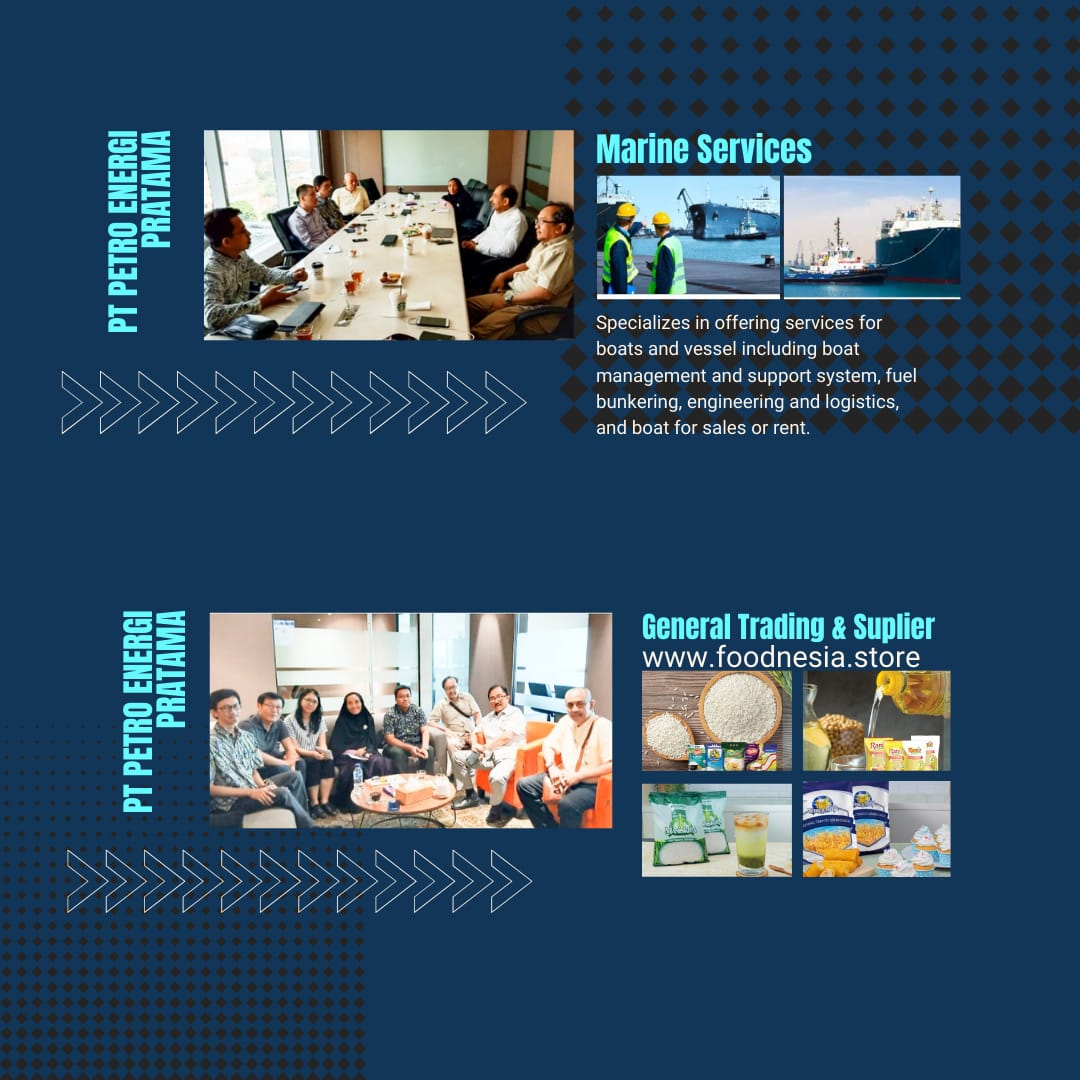 PT PETRO ENERGI
PRATAMA
Marine Services
Specializes in offering services for
boats and vessel including boat
management and support system, fuel
bunkering, engineering and logistics,
and boat for sales or rent.
PT PETRO ENERGI
PRATAMA
General Trading & Suplier
www.foodnesia.store